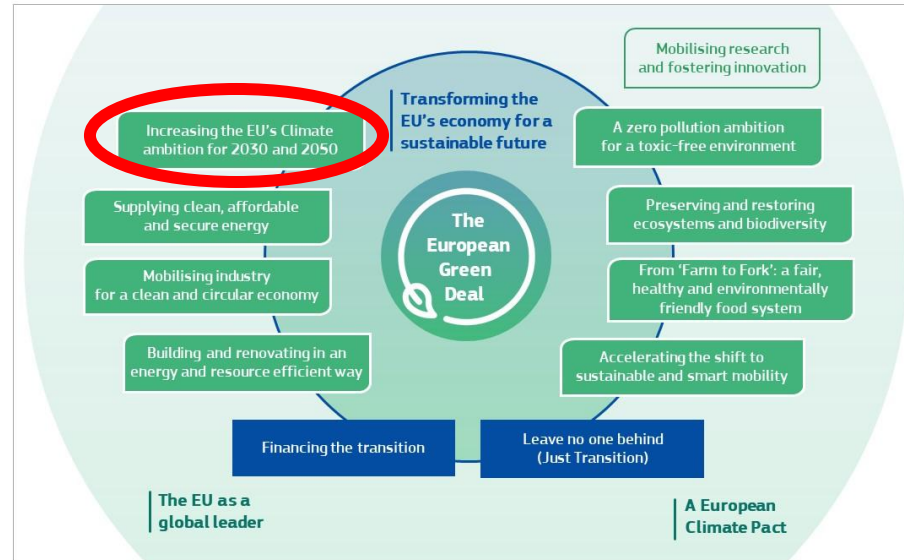 Mobilising research
and fostering innovation
Transforming the
EU's economy for a
sustainable future
Increasing the EU's Climate
ambition for 2030 and 2050
A zero pollution ambition
for a toxic-free environment
Supplying clean, affordable
and secure energy
The
European
Green
Deal
Preserving and restoring
ecosystems and biodiversity
Mobilising industry
for a clean and circular economy
From ‘Farm to Fork’: a fair,
healthy and environmentally
friendly food system
Building and renovating in an
energy and resource efficient way
Accelerating the shift to
sustainable and smart mobility
Financing the transition
Leave no one behind
(Just Transition)
The EU as a
global leader
A European
Climate Pact